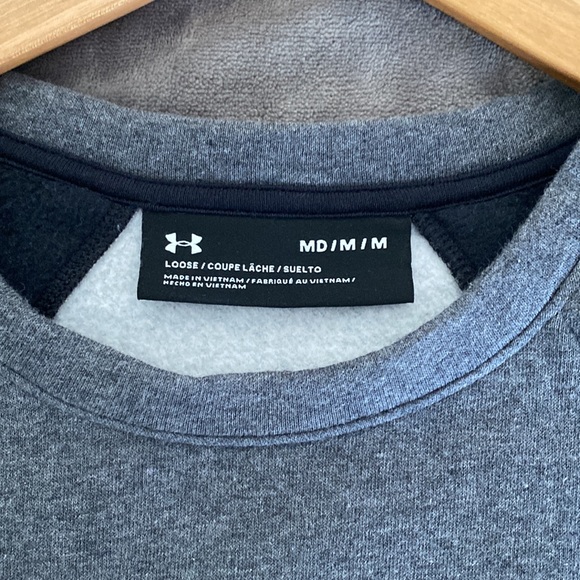 MD / M / M
LOOSE / COUPE LÂCHE / SUELTO
MADE IN VIETNAM / FABRIQUÉ AU VIETNAM /
HECHO EN VIETNAM